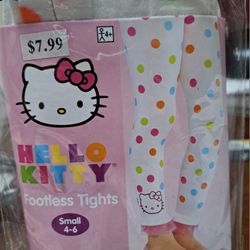 $7.99
4+
HELLO
KITTY®
Footless Tights
Small
4-6